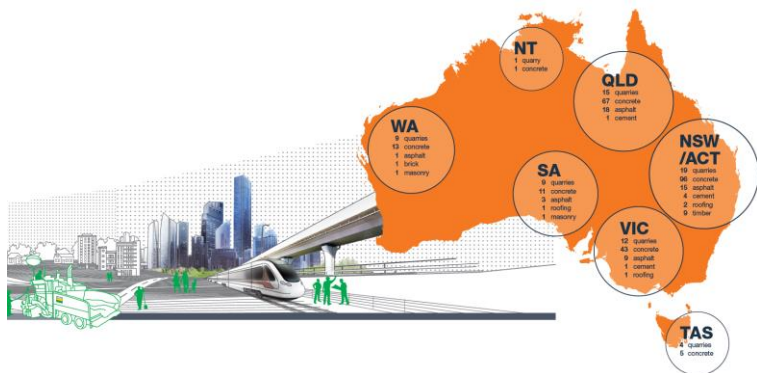 NT
1 quarry
1 concrete
QLD
15 quarries
67 concrete
18 asphalt
1 cement
WA
9 quarries
13 concrete
1 asphalt
1 brick
1 masonry
NSW
/ACT
19 quarries
96 concrete
15 asphalt
4 cement
2 roofing
9 timber
SA
9 quarries
11 concrete
3 asphalt
1 roofing
1 masonry
VIC
12 quarries
43 concrete
9 asphalt
1 cement
1 roofing
TAS
4 quarries
5 concrete